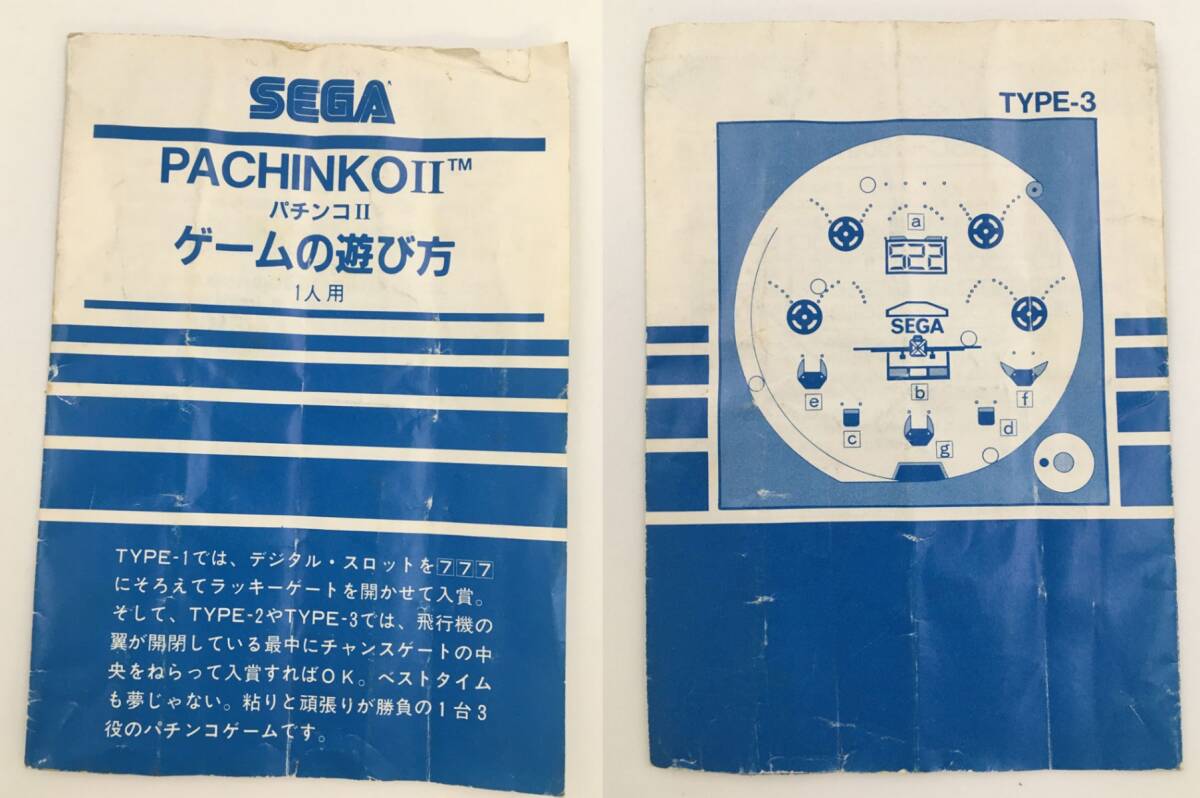 SEGA
PACHINKOII™
パチンコII
ゲームの遊び方
1人用
TYPE-1では、デジタル・スロットを777
にそろえてラッキーゲートを開かせて入賞。
そして、TYPE-2やTYPE-3では、飛行機の
翼が開閉している最中にチャンスゲートの中
央をねらって入賞すればOK。ベストタイム
も夢じゃない。粘りと頑張りが勝負の1台3
役のパチンコゲームです。
TYPE-3
a
522
SEGA
b
e
f
c
d
g